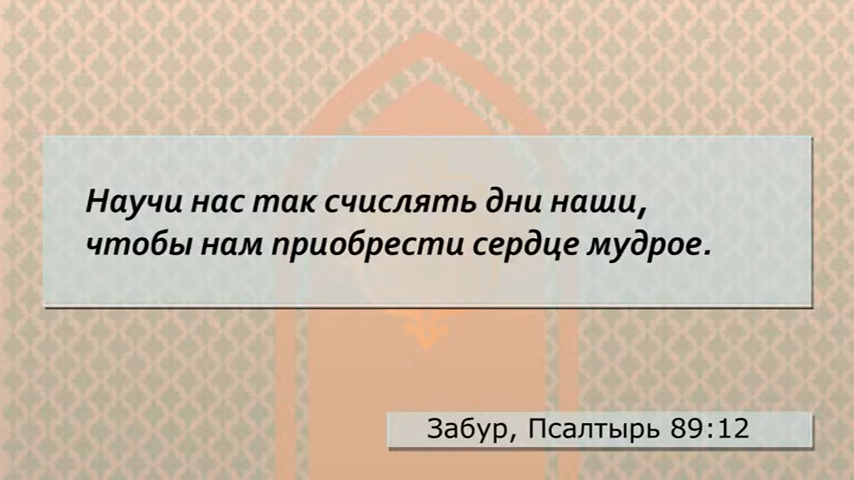 Научи нас так счислять дни наши,
чтобы нам приобрести сердце мудрое.
Забур, Псалтырь 89:12